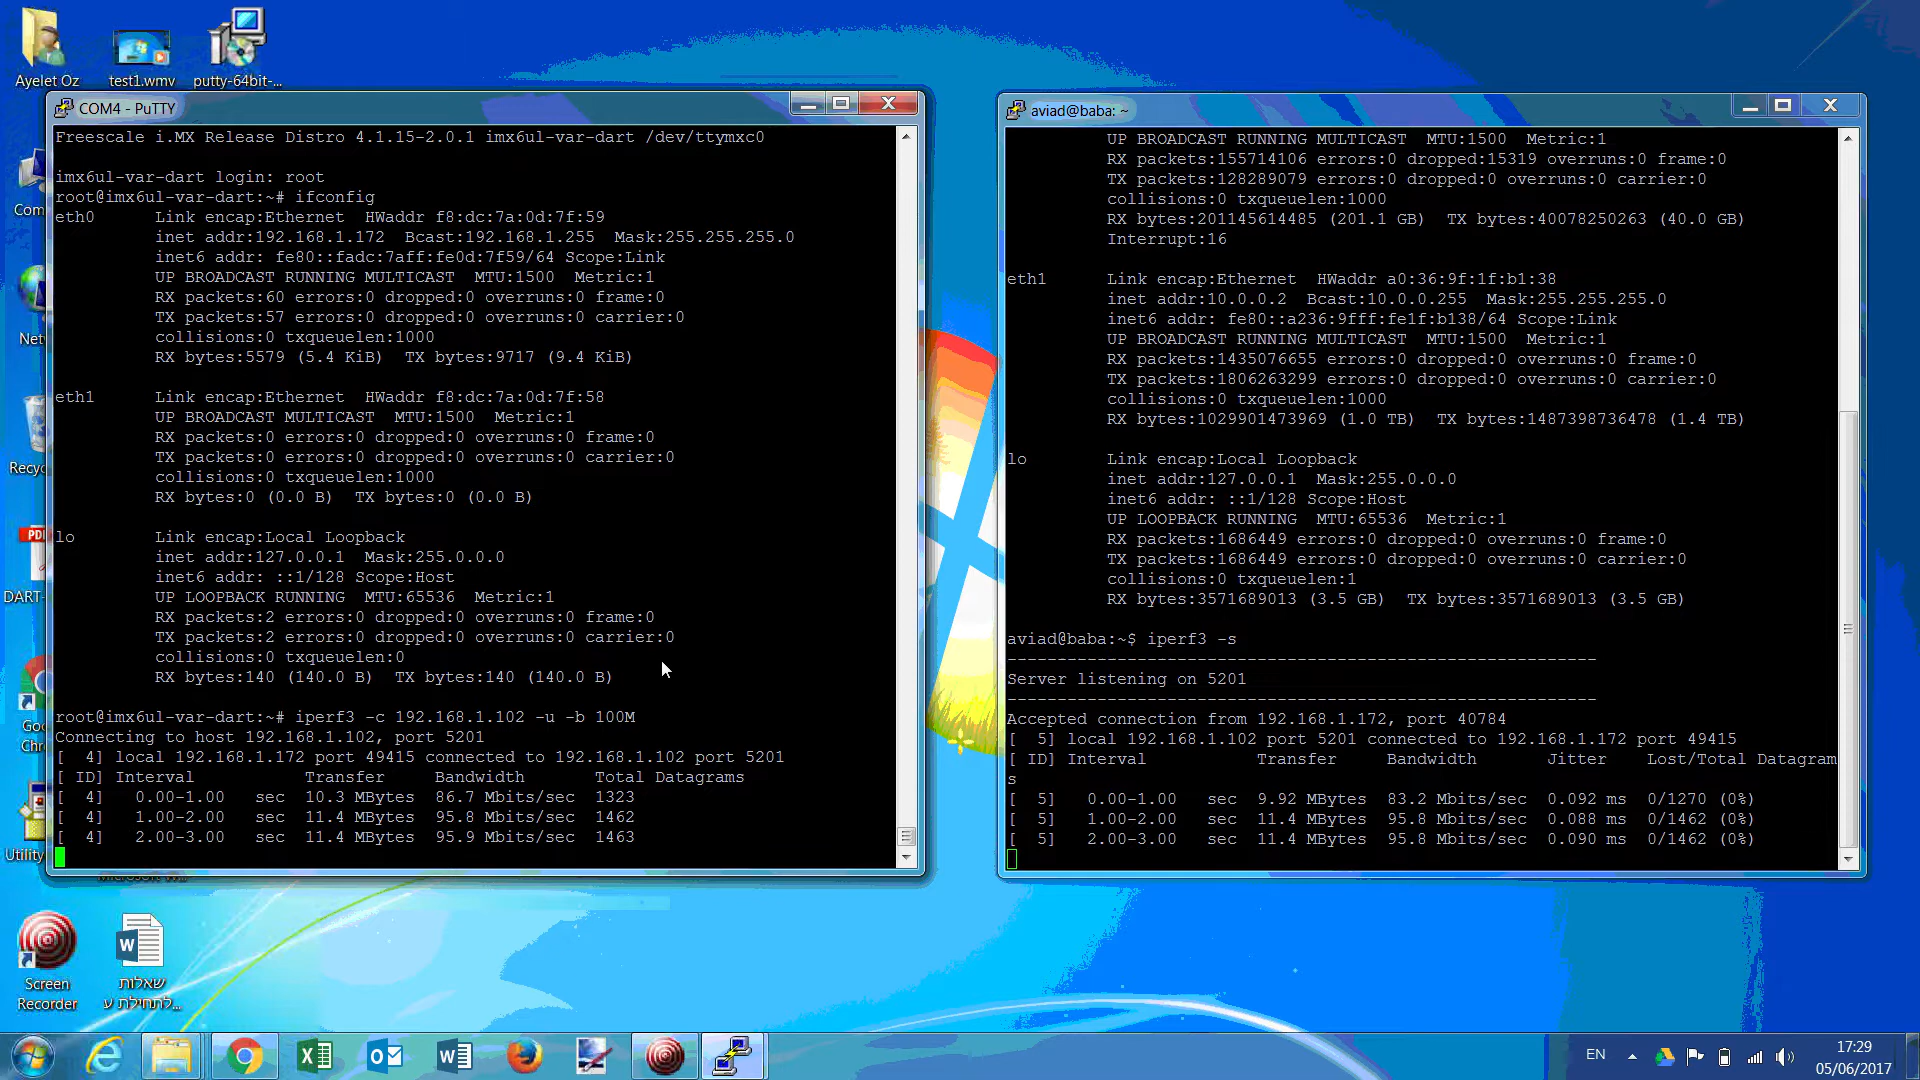 Ayelet Oz
test1.wmv
putty-64bit-...
COM4 - PuTTY
Freescale i.MX Release Distro 4.1.15-2.0.1 imx6ul-var-dart /dev/ttymxc0
imx6ul-var-dart login: root
root@imx6ul-var-dart:~# ifconfig
eth0 Link encap:Ethernet HWaddr f8:dc:7a:0d:7f:59
inet addr:192.168.1.172 Bcast:192.168.1.255 Mask:255.255.255.0
inet6 addr: fe80::fadc:7aff:fe0d:7f59/64 Scope:Link
UP BROADCAST RUNNING MULTICAST MTU:1500 Metric:1
RX packets:60 errors:0 dropped:0 overruns:0 frame:0
TX packets:57 errors:0 dropped:0 overruns:0 carrier:0
collisions:0 txqueuelen:1000
RX bytes:5579 (5.4 KiB) TX bytes:9717 (9.4 KiB)
eth1 Link encap:Ethernet HWaddr f8:dc:7a:0d:7f:58
UP BROADCAST MULTICAST MTU:1500 Metric:1
RX packets:0 errors:0 dropped:0 overruns:0 frame:0
TX packets:0 errors:0 dropped:0 overruns:0 carrier:0
collisions:0 txqueuelen:1000
RX bytes:0 (0.0 B) TX bytes:0 (0.0 B)
lo Link encap:Local Loopback
inet addr:127.0.0.1 Mask:255.0.0.0
inet6 addr: ::1/128 Scope:Host
UP LOOPBACK RUNNING MTU:65536 Metric:1
RX packets:2 errors:0 dropped:0 overruns:0 frame:0
TX packets:2 errors:0 dropped:0 overruns:0 carrier:0
collisions:0 txqueuelen:0
RX bytes:140 (140.0 B) TX bytes:140 (140.0 B)
root@imx6ul-var-dart:~# iperf3 -c 192.168.1.102 -u -b 100M
Connecting to host 192.168.1.102, port 5201
[ 4] local 192.168.1.172 port 49415 connected to 192.168.1.102 port 5201
[ ID] Interval Transfer Bandwidth Total Datagrams
[ 4] 0.00-1.00 sec 10.3 MBytes 86.7 Mbits/sec 1323
[ 4] 1.00-2.00 sec 11.4 MBytes 95.8 Mbits/sec 1462
[ 4] 2.00-3.00 sec 11.4 MBytes 95.9 Mbits/sec 1463
aviad@baba: ~
UP BROADCAST RUNNING MULTICAST MTU:1500 Metric:1
RX packets:155714106 errors:0 dropped:15319 overruns:0 frame:0
TX packets:128289079 errors:0 dropped:0 overruns:0 carrier:0
collisions:0 txqueuelen:1000
RX bytes:201145614485 (201.1 GB) TX bytes:40078250263 (40.0 GB)
Interrupt:16
eth1 Link encap:Ethernet HWaddr a0:36:9f:1f:b1:38
inet addr:10.0.0.2 Bcast:10.0.0.255 Mask:255.255.255.0
inet6 addr: fe80::a236:9fff:fe1f:b138/64 Scope:Link
UP BROADCAST RUNNING MULTICAST MTU:1500 Metric:1
RX packets:1435076655 errors:0 dropped:0 overruns:0 frame:0
TX packets:1806263299 errors:0 dropped:0 overruns:0 carrier:0
collisions:0 txqueuelen:1000
RX bytes:1029901473969 (1.0 TB) TX bytes:1487398736478 (1.4 TB)
lo Link encap:Local Loopback
inet addr:127.0.0.1 Mask:255.0.0.0
inet6 addr: ::1/128 Scope:Host
UP LOOPBACK RUNNING MTU:65536 Metric:1
RX packets:1686449 errors:0 dropped:0 overruns:0 frame:0
TX packets:1686449 errors:0 dropped:0 overruns:0 carrier:0
collisions:0 txqueuelen:1
RX bytes:3571689013 (3.5 GB) TX bytes:3571689013 (3.5 GB)
aviad@baba:~$ iperf3 -s
-----------------------------------------------------------
Server listening on 5201
-----------------------------------------------------------
Accepted connection from 192.168.1.172, port 40784
[ 5] local 192.168.1.102 port 5201 connected to 192.168.1.172 port 49415
[ ID] Interval Transfer Bandwidth Jitter Lost/Total Datagram
s
[ 5] 0.00-1.00 sec 9.92 MBytes 83.2 Mbits/sec 0.092 ms 0/1270 (0%)
[ 5] 1.00-2.00 sec 11.4 MBytes 95.8 Mbits/sec 0.088 ms 0/1462 (0%)
[ 5] 2.00-3.00 sec 11.4 MBytes 95.8 Mbits/sec 0.090 ms 0/1462 (0%)
Com
Net
Recyc
PDF
DART-
Goo
Chr
Utility
Screen
Recorder
שאלות
לתחילת ע...
EN
17:29
05/06/2017